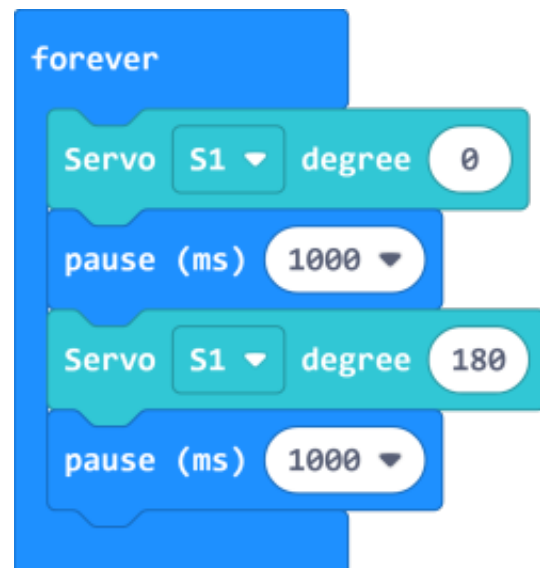 forever
Servo S1 degree 0
pause (ms) 1000
Servo S1 degree 180
pause (ms) 1000